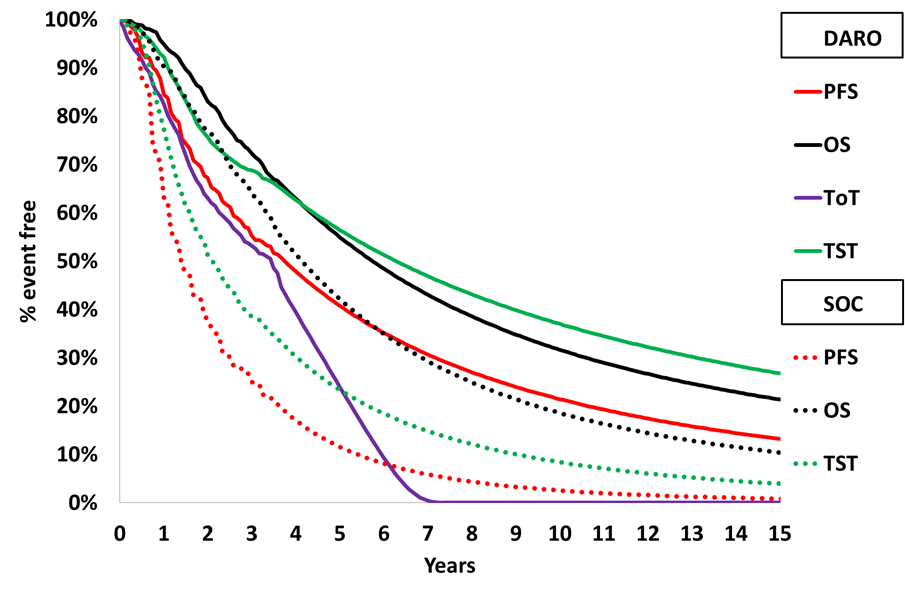 100%
90%
80%
70%
60%
50%
40%
30%
20%
10%
0%
% event free
0 1 2 3 4 5 6 7 8 9 10 11 12 13 14 15
Years
DARO
PFS
OS
ToT
TST
SOC
PFS
OS
TST